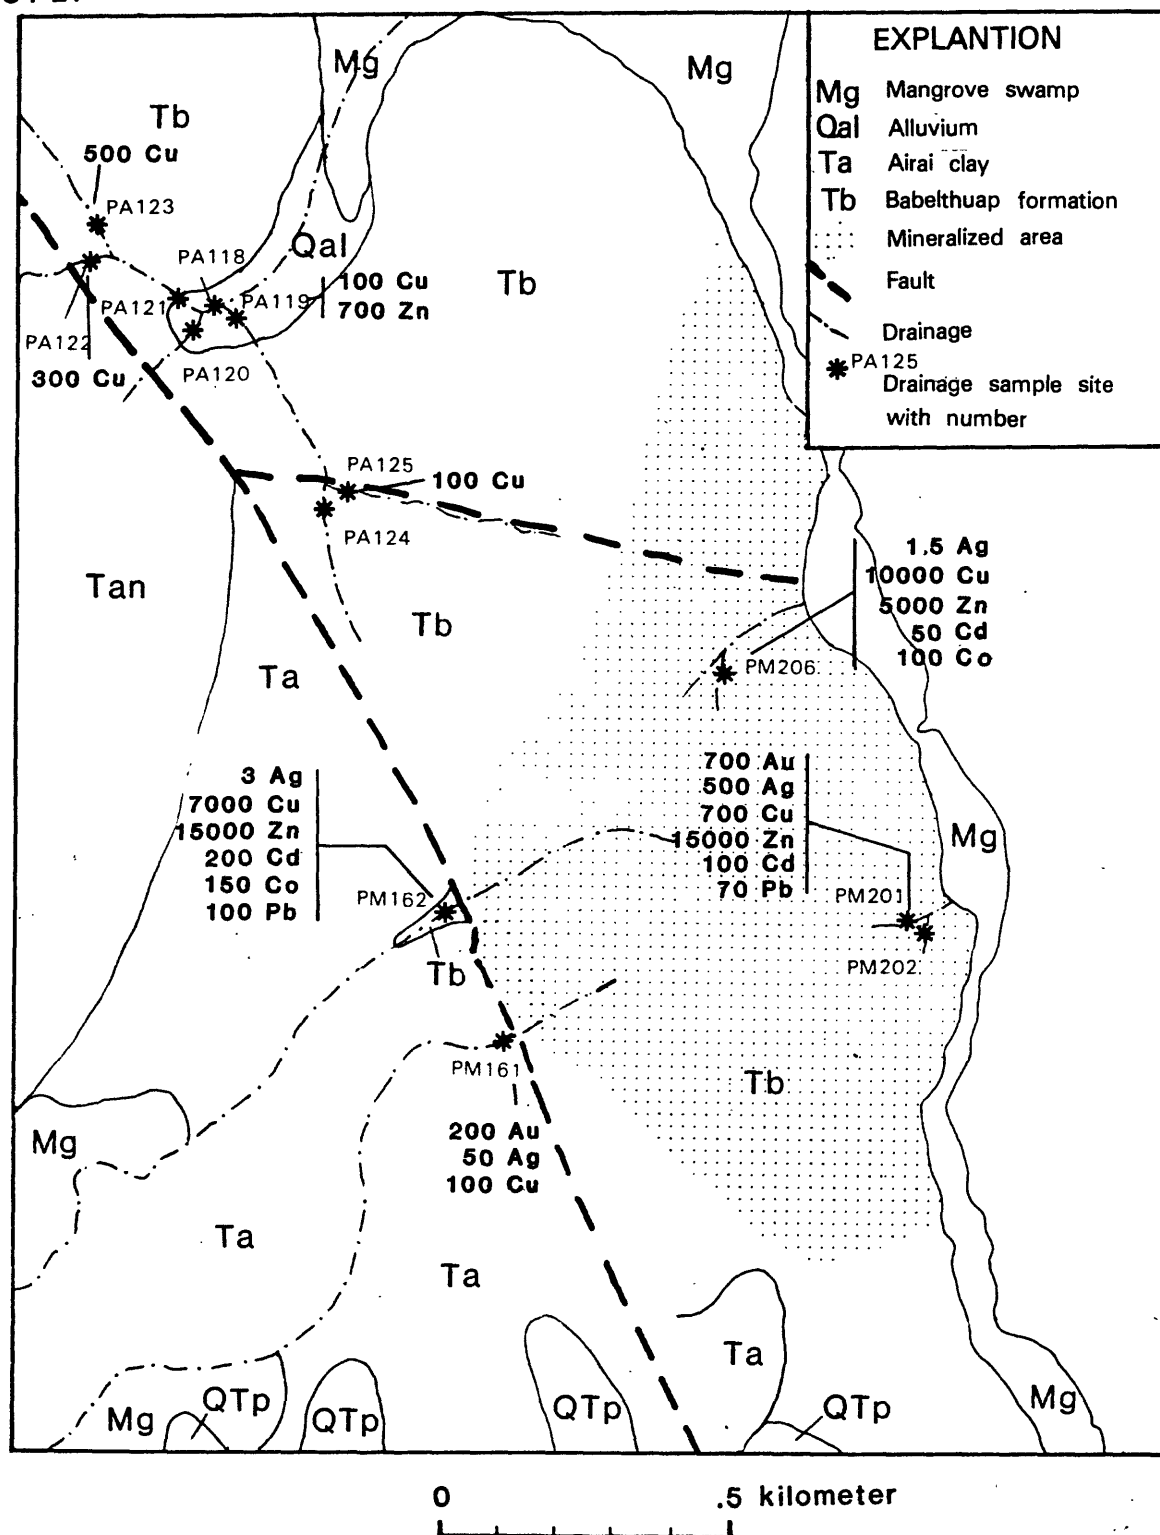 EXPLANTION
Mg Mangrove swamp
Qal Alluvium
Ta Airai clay
Tb Babelthuap formation
Mineralized area
Fault
Drainage
PA125
Drainage sample site
with number
Mg
Mg
Tb
500 Cu
PA123
Qal
PA118
Tb
100 Cu
700 Zn
PA121
PA119
PA122
300 Cu
PA120
PA125
100 Cu
PA124
Tan
Tb
Ta
1.5 Ag
10000 Cu
5000 Zn
50 Cd
100 Co
PM206
3 Ag
7000 Cu
15000 Zn
200 Cd
150 Co
100 Pb
PM162
Tb
700 Au
500 Ag
700 Cu
15000 Zn
100 Cd
70 Pb
PM201
PM202
Mg
PM161
Tb
200 Au
50 Ag
100 Cu
Mg
Ta
Ta
Ta
Mg
QTp
QTp
QTp
QTp
Mg
0 .5 kilometer